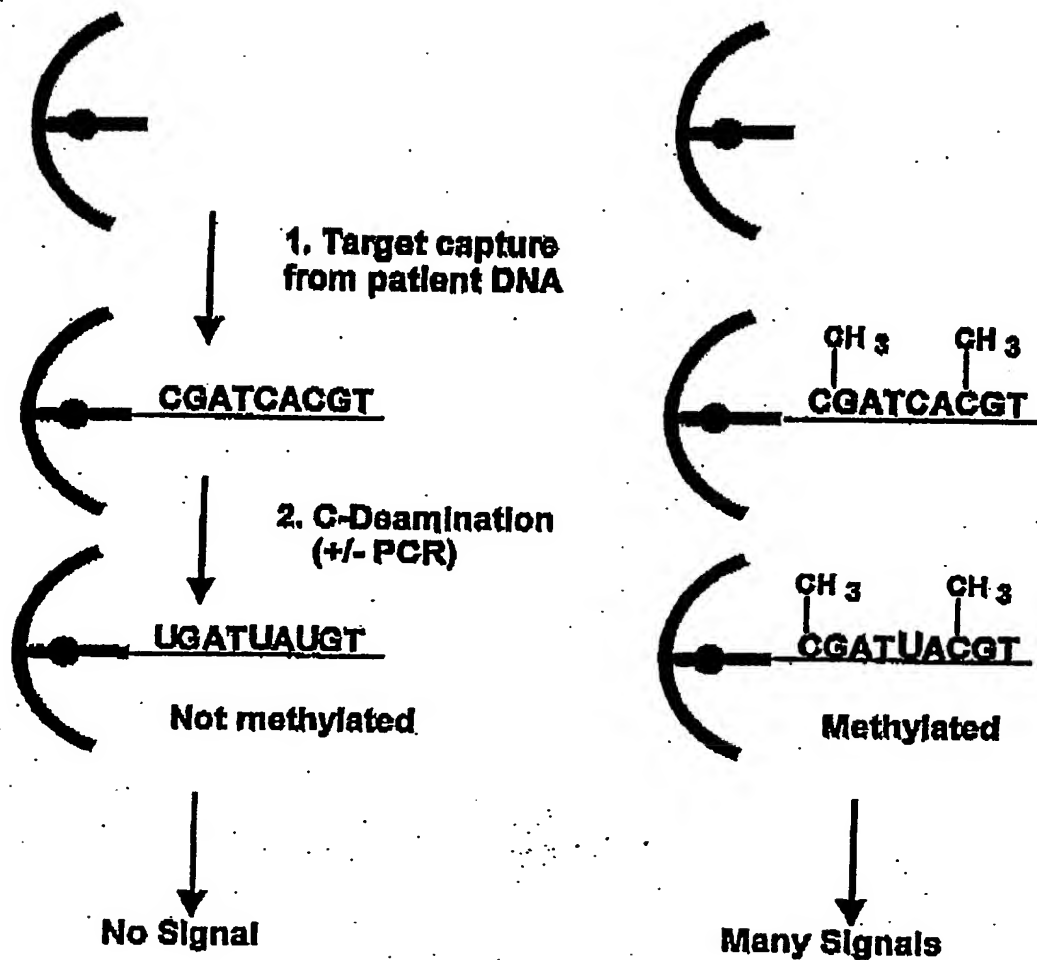 1. Target capture
from patient DNA
CH 3 CH 3
CGATCACGT
CGATCACGT
2. C-Deamination
(+/- PCR)
CH 3 CH 3
UGATUAUGT
CGATUACGT
Not methylated
Methylated
No Signal
Many Signals